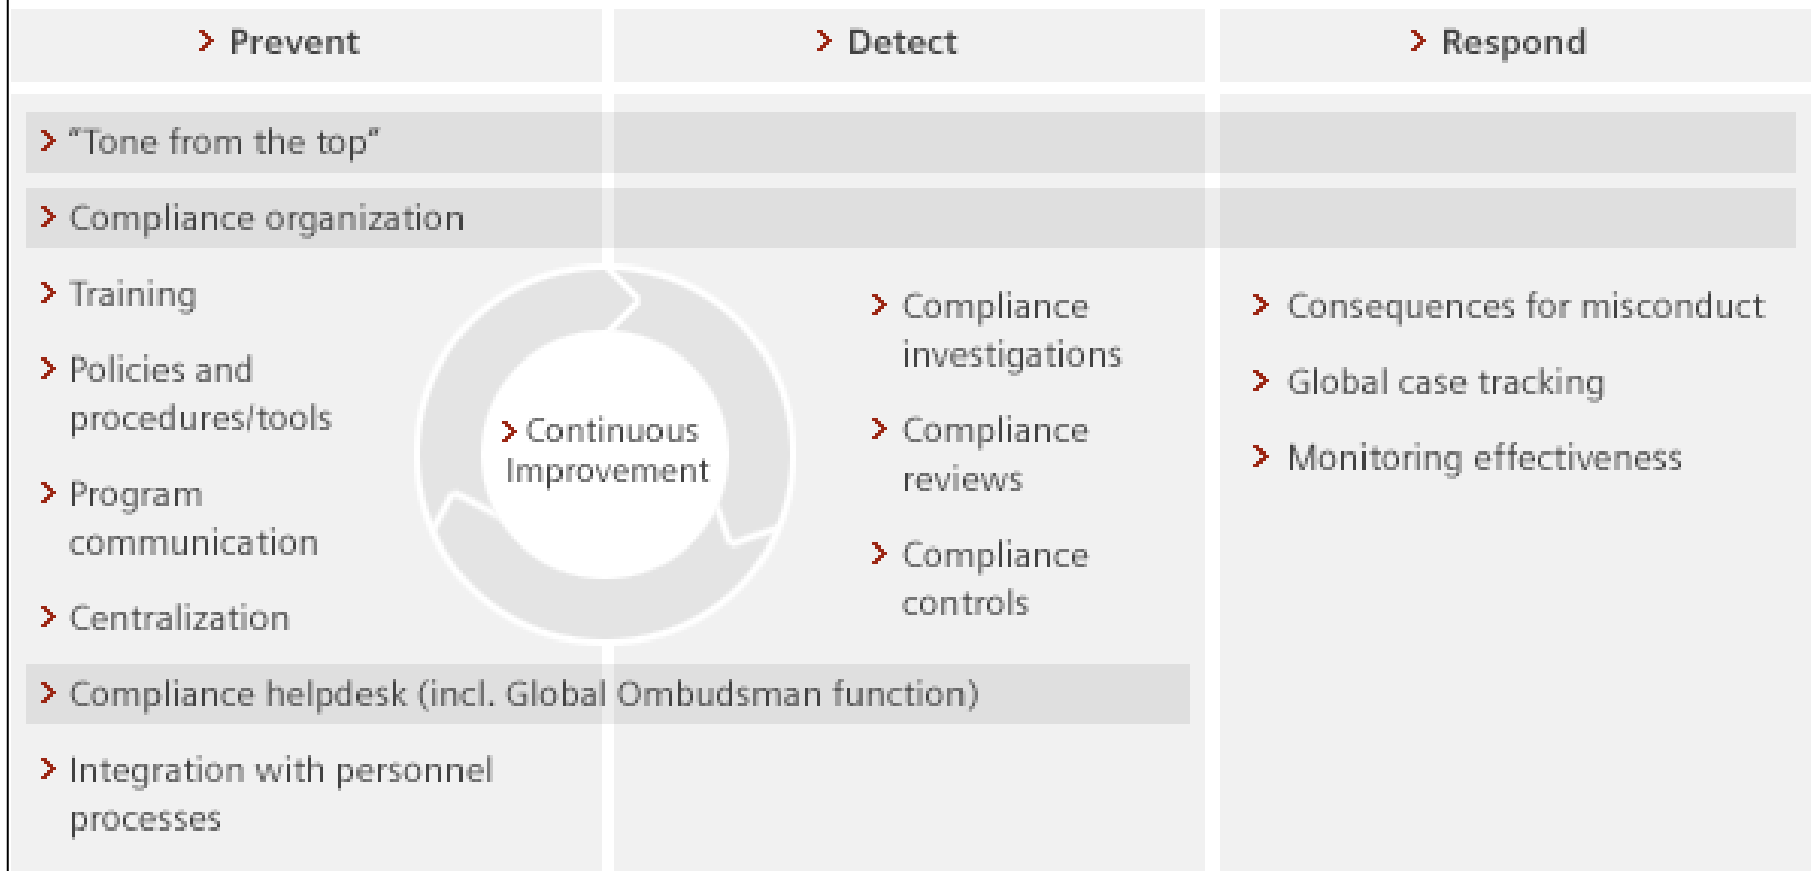 Prevent
Detect
Respond
“Tone from the top”
Compliance organization
Training
Policies and
procedures/tools
Program
communication
Centralization
Compliance helpdesk (incl. Global Ombudsman function)
Integration with personnel
processes
Continuous
Improvement
Compliance
investigations
Compliance
reviews
Compliance
controls
Consequences for misconduct
Global case tracking
Monitoring effectiveness